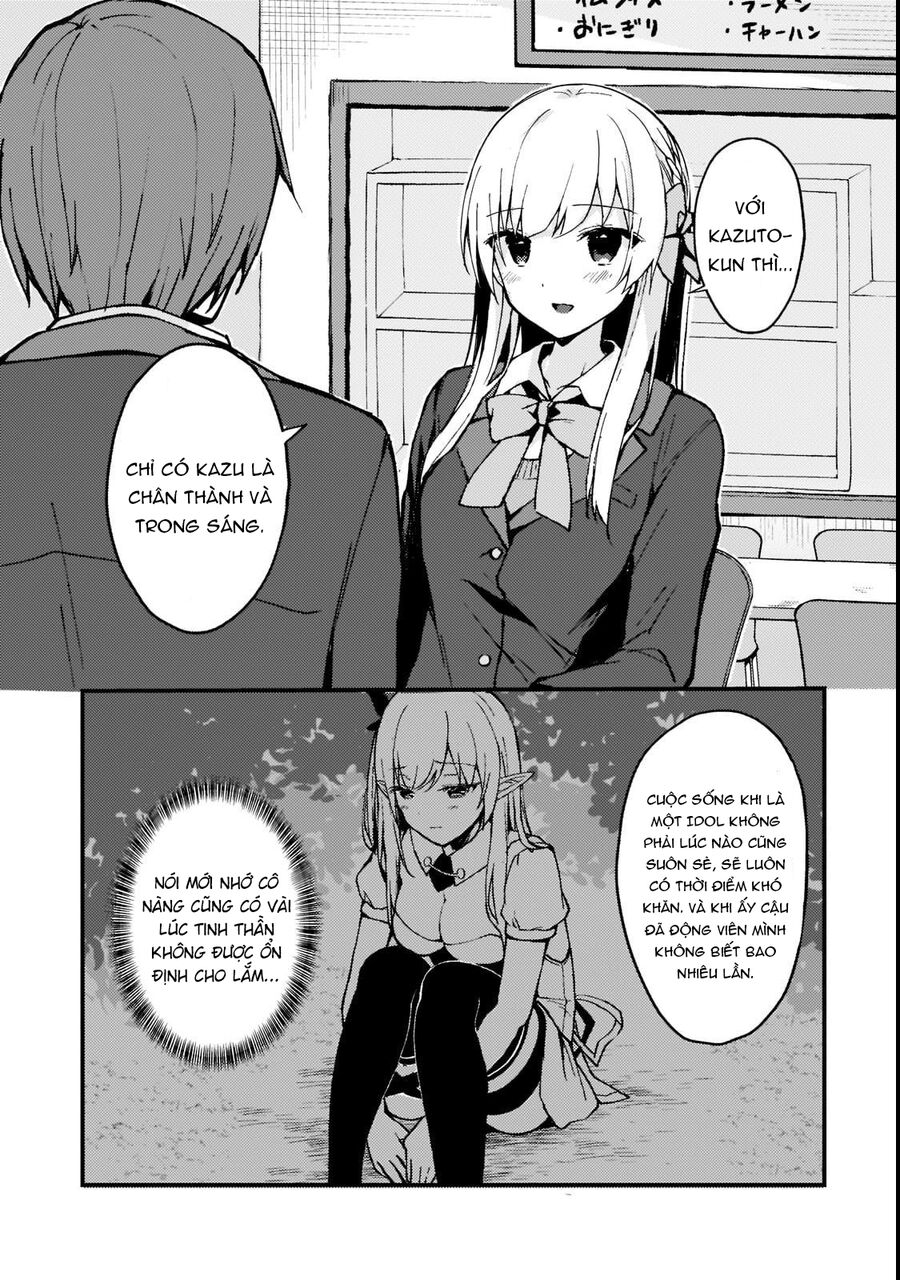 ・おにぎり
・ラーメン
・チャーハン
VỚI
KAZUTO-
KUN THÌ...
CHỈ CÓ KAZU LÀ
CHÂN THÀNH VÀ
TRONG SÁNG.
CUỘC SỐNG KHI LÀ
MỘT IDOL KHÔNG
PHẢI LÚC NÀO CŨNG
SUÔN SẺ, SẼ LUÔN
CÓ THỜI ĐIỂM KHÓ
KHĂN. VÀ KHI ẤY CẬU
ĐÃ ĐỘNG VIÊN MÌNH
KHÔNG BIẾT BAO
NHIÊU LẦN.
NÓI MỚI NHỚ CÔ
NÀNG CŨNG CÓ VÀI
LÚC TINH THẦN
KHÔNG ĐƯỢC ỔN
ĐỊNH CHO LẮM...